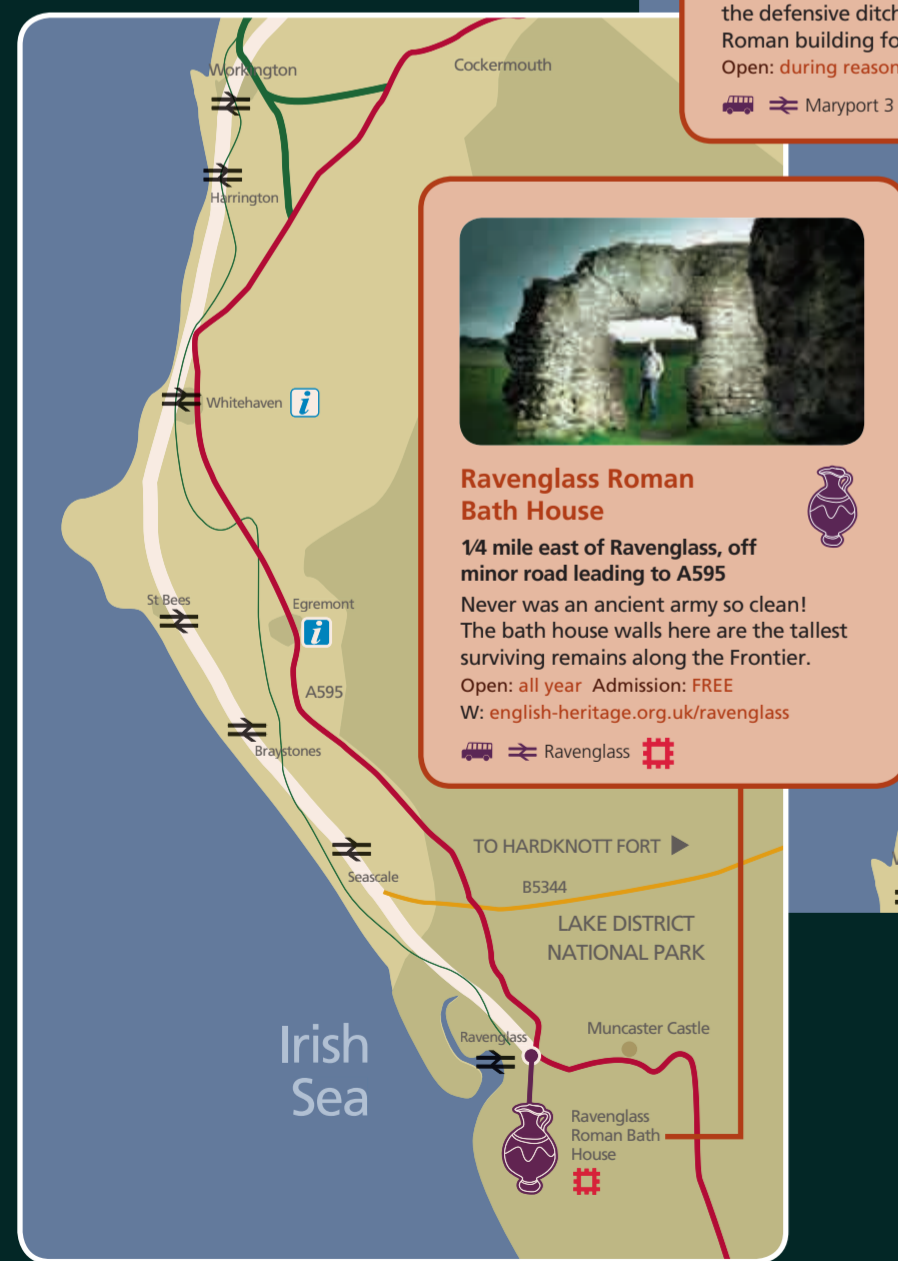 the defensive ditch
Roman building fo
Open: during reason
Maryport 3
Workington
Cockermouth
Harrington
Whitehaven i
Ravenglass Roman
Bath House
1/4 mile east of Ravenglass, off
minor road leading to A595
Never was an ancient army so clean!
The bath house walls here are the tallest
surviving remains along the Frontier.
Open: all year Admission: FREE
W: english-heritage.org.uk/ravenglass
Ravenglass
St Bees
Egremont
i
A595
Braystones
TO HARDKNOTT FORT
Seascale
B5344
LAKE DISTRICT
NATIONAL PARK
Irish
Sea
Ravenglass
Muncaster Castle
Ravenglass
Roman Bath
House